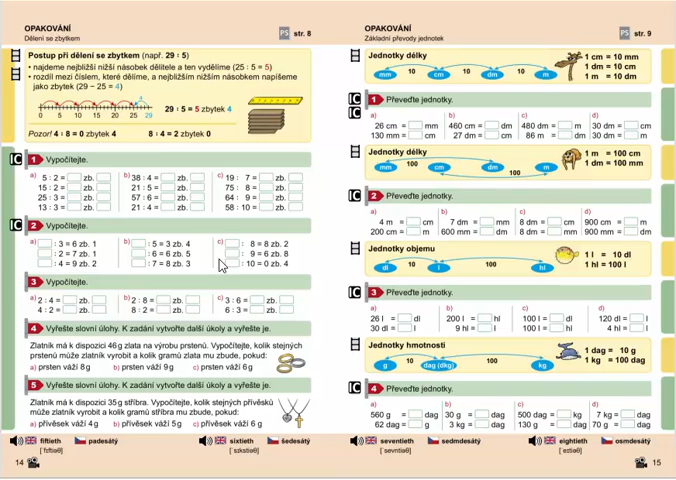 OPAKOVÁNÍ
Dělení se zbytkem
PS str. 8
Postup při dělení se zbytkem (např. 29 : 5)
• najdeme nejbližší nižší násobek dělitele a ten vydělíme (25 : 5 = 5)
• rozdíl mezi číslem, které dělíme, a nejbližším nižším násobkem napíšeme
jako zbytek (29 − 25 = 4)
4
0 5 10 15 20 25 29
29 : 5 = 5 zbytek 4
Pozor! 4 : 8 = 0 zbytek 4 8 : 4 = 2 zbytek 0
1 Vypočítejte.
a) 5 : 2 = zb. b) 38 : 4 = zb. c) 19 : 7 = zb.
15 : 2 = zb. 21 : 5 = zb. 75 : 8 = zb.
25 : 3 = zb. 57 : 6 = zb. 64 : 9 = zb.
13 : 3 = zb. 21 : 4 = zb. 58 : 10 = zb.
2 Vypočítejte.
a) : 3 = 6 zb. 1 b) : 5 = 3 zb. 4 c) : 8 = 8 zb. 2
: 2 = 7 zb. 1 : 6 = 6 zb. 5 : 9 = 6 zb. 8
: 4 = 9 zb. 2 : 7 = 8 zb. 3 : 10 = 0 zb. 4
3 Vypočítejte.
a) 2 : 4 = zb. b) 2 : 8 = zb. c) 3 : 6 = zb.
4 : 2 = zb. 8 : 2 = zb. 6 : 3 = zb.
4 Vyřešte slovní úlohy. K zadání vytvořte další úkoly a vyřešte je.
Zlatník má k dispozici 46 g zlata na výrobu prstenů. Vypočítejte, kolik stejných
prstenů může zlatník vyrobit a kolik gramů zlata mu zbude, pokud:
a) prsten váží 8 g b) prsten váží 9 g c) prsten váží 6 g
5 Vyřešte slovní úlohy. K zadání vytvořte další úkoly a vyřešte je.
Zlatník má k dispozici 35 g stříbra. Vypočítejte, kolik stejných přívěsků
může zlatník vyrobit a kolik gramů stříbra mu zbude, pokud:
a) přívěsek váží 4 g b) přívěsek váží 5 g c) přívěsek váží 6 g
fiftieth padesátý sixtieth šedesátý
14
OPAKOVÁNÍ
Základní převody jednotek
PS str. 9
Jednotky délky
10 10 10
mm cm dm m
1 cm = 10 mm
1 dm = 10 cm
1 m = 10 dm
1 Převeďte jednotky.
a) b) c) d)
26 cm = mm 460 cm = dm 480 dm = m 30 dm = cm
130 mm = cm 27 dm = cm 86 m = dm 30 dm = m
Jednotky délky
100
mm cm dm m
100
1 m = 100 cm
1 dm = 100 mm
2 Převeďte jednotky.
a) b) c) d)
4 m = cm 7 dm = mm 8 dm = cm 900 cm = m
200 cm = m 600 mm = dm 8 dm = mm 900 mm = dm
Jednotky objemu
10 100
dl l hl
1 l = 10 dl
1 hl = 100 l
3 Převeďte jednotky.
a) b) c) d)
26 l = dl 200 l = hl 100 l = dl 120 dl = l
30 dl = l 9 hl = l 100 dl = l 4 hl = l
Jednotky hmotnosti
10 100
g dag (dkg) kg
1 dag = 10 g
1 kg = 100 dag
4 Převeďte jednotky.
a) b) c) d)
560 g = dag 30 g = dag 500 dag = kg 7 kg = dag
62 dag = g 3 kg = dag 130 g = dag 70 g = dag
seventieth sedmdesátý eightieth osmdesátý
15